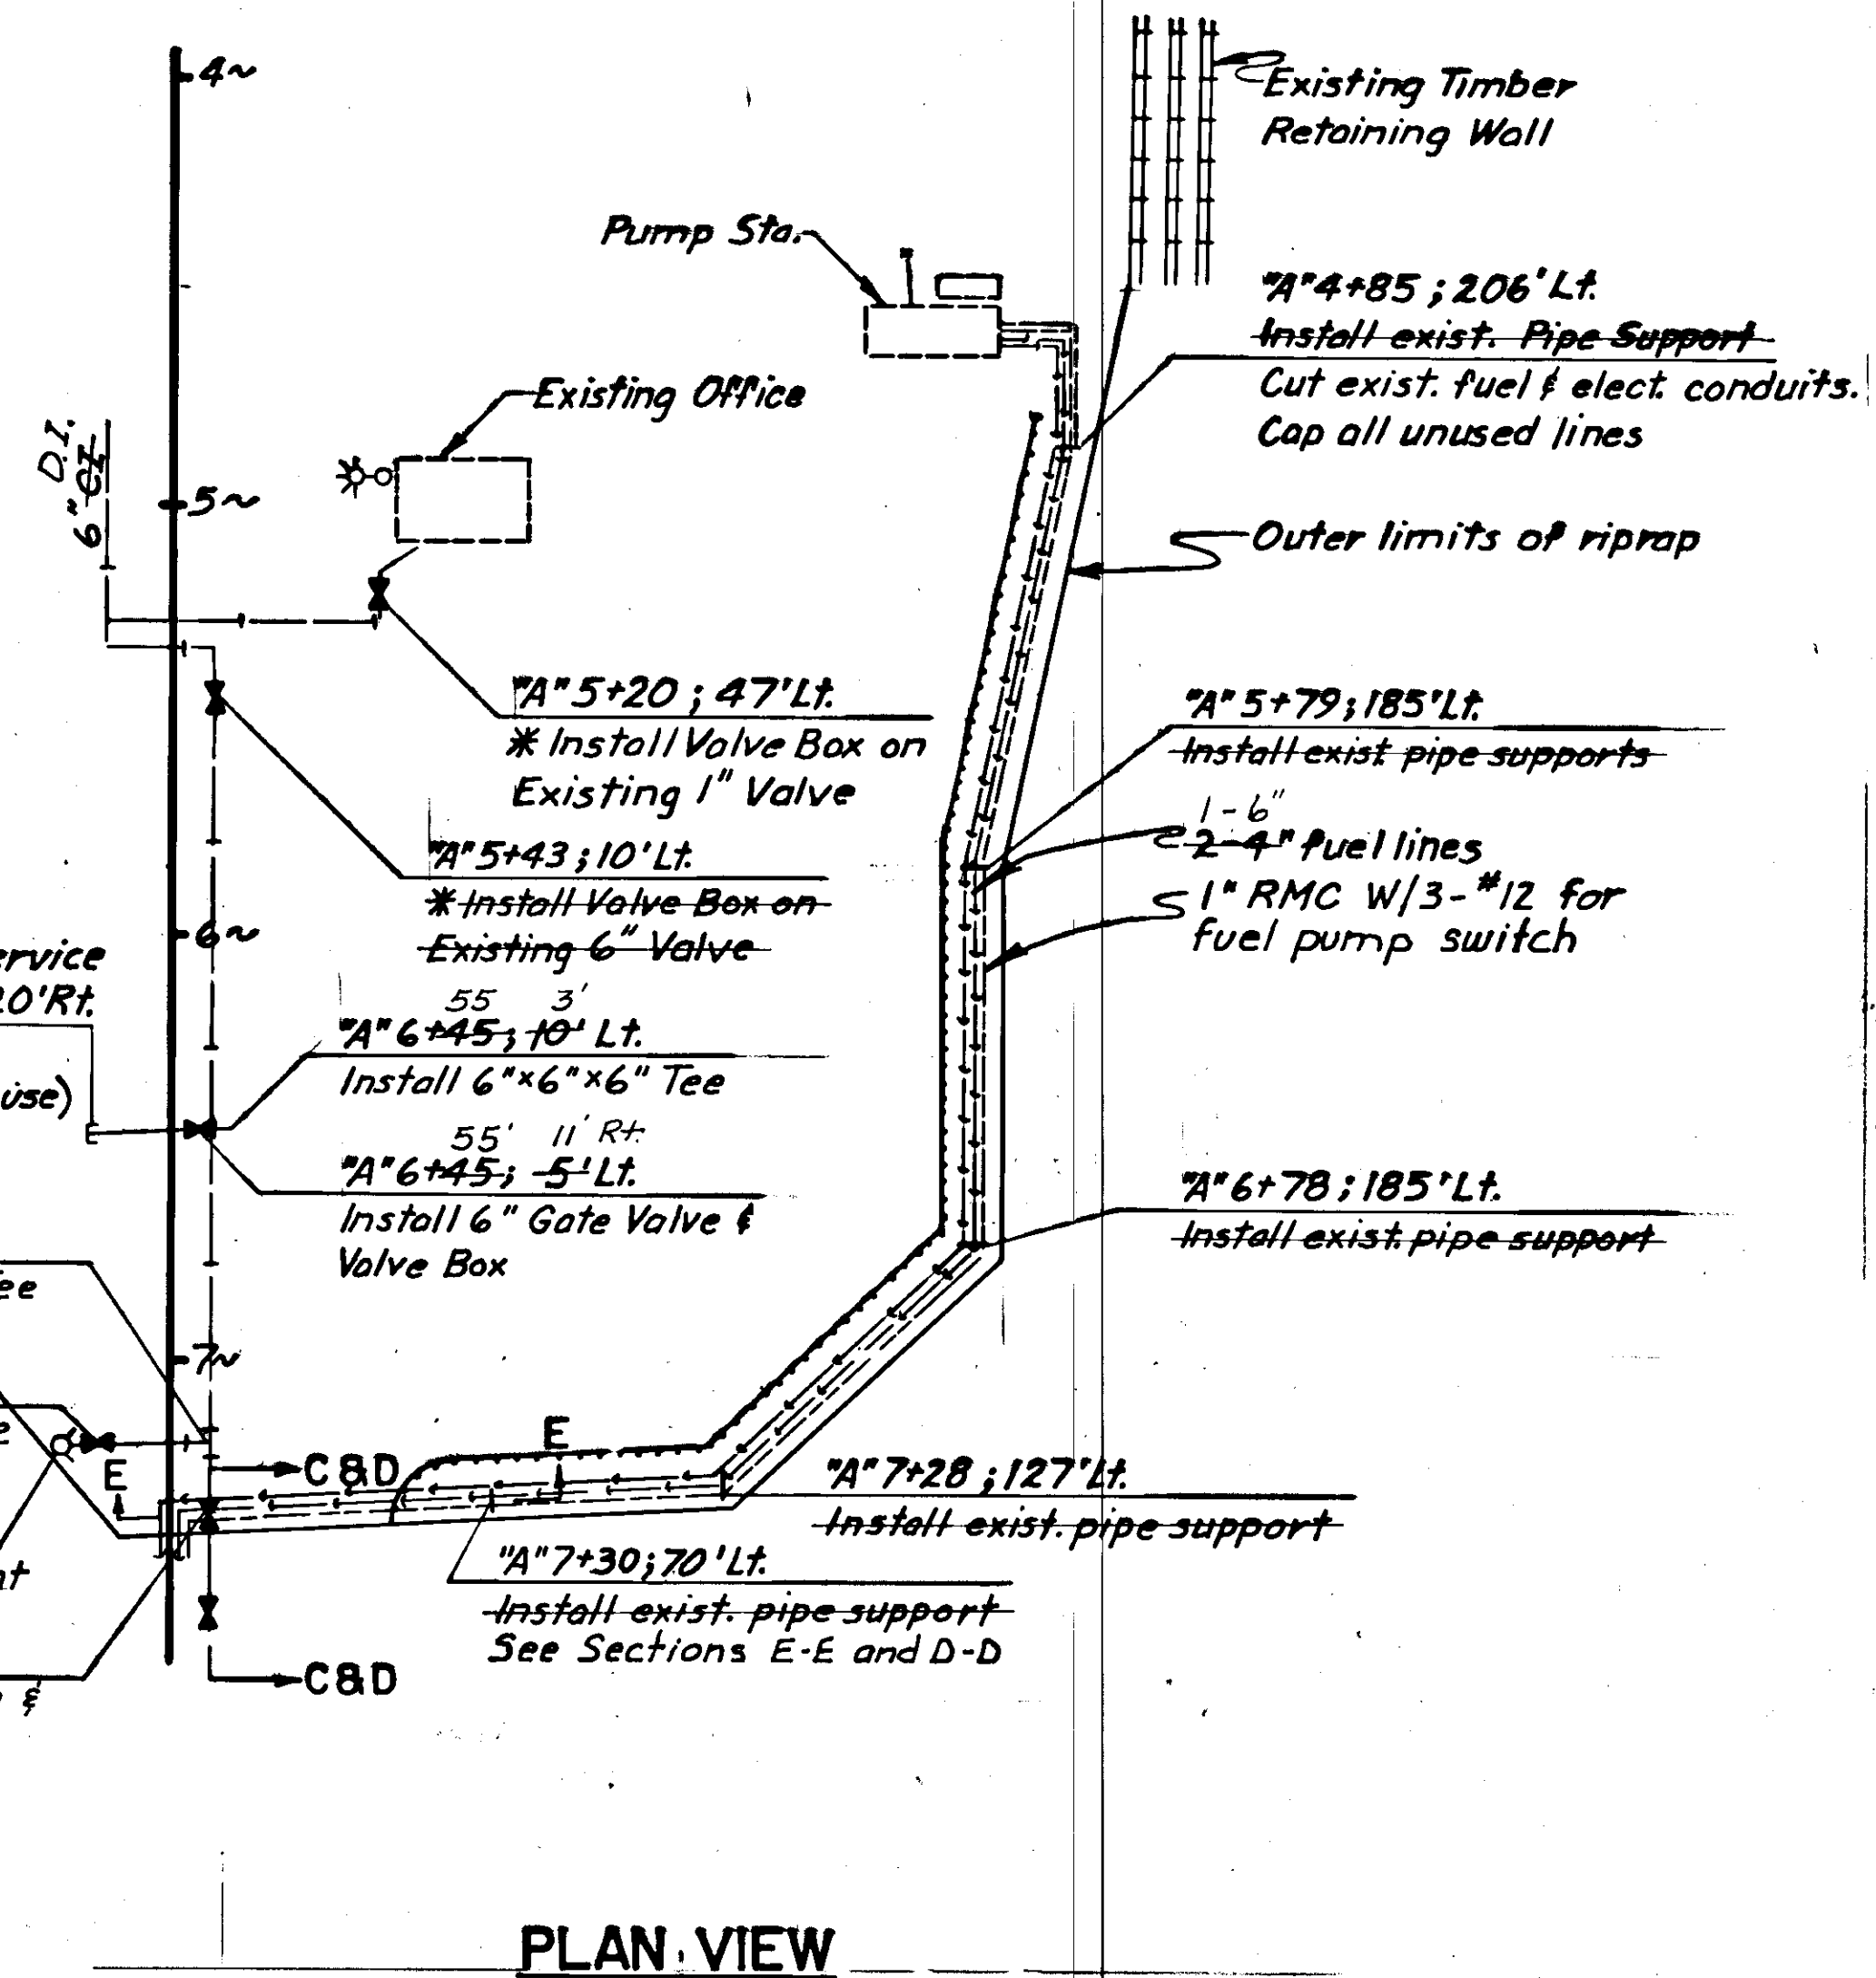 4~
Existing Timber
Retaining Wall
Pump Sta.
"A" 4+85 ; 206' Lt.
Install exist. Pipe Support
Cut exist. fuel & elect. conduits.
Cap all unused lines
Existing Office
D.I.
6" CI
5~
Outer limits of riprap
"A" 5+20 ; 47' Lt.
* Install Valve Box on
Existing 1" Valve
"A" 5+79 ; 185' Lt.
Install exist pipe supports
1-6"
2-4" fuel lines
1" RMC W/3-#12 for
fuel pump switch
"A" 5+43 ; 10' Lt.
* Install Valve Box on
Existing 6" Valve
6~
ervice
0' Rt.
use)
55 3'
"A" 6+45 ; 10' Lt.
Install 6"x6"x6" Tee
55' 11' Rt.
"A" 6+45 ; 5' Lt.
Install 6" Gate Valve &
Valve Box
"A" 6+78 ; 185' Lt.
Install exist. pipe support
ee
7~
e
E
E
C&D
"A" 7+28 ; 127' Lt.
Install exist. pipe support
"A" 7+30 ; 70' Lt.
Install exist. pipe support
See Sections E-E and D-D
nt
C&D
&
PLAN VIEW